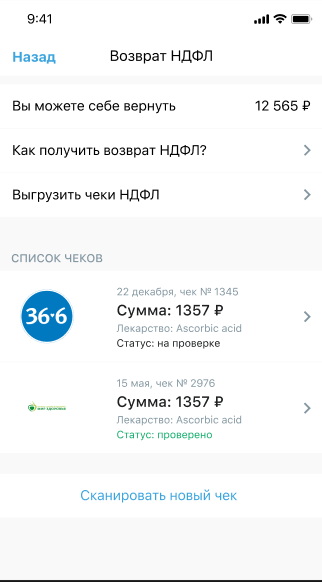 9:41
Назад
Возврат НДФЛ
Вы можете себе вернуть 12 565 ₽
Как получить возврат НДФЛ?
Выгрузить чеки НДФЛ
СПИСОК ЧЕКОВ
22 декабря, чек № 1345
36·6
Сумма: 1357 ₽
Лекарство: Ascorbic acid
Статус: на проверке
15 мая, чек № 2976
Сумма: 1357 ₽
Лекарство: Ascorbic acid
Статус: проверено
Сканировать новый чек